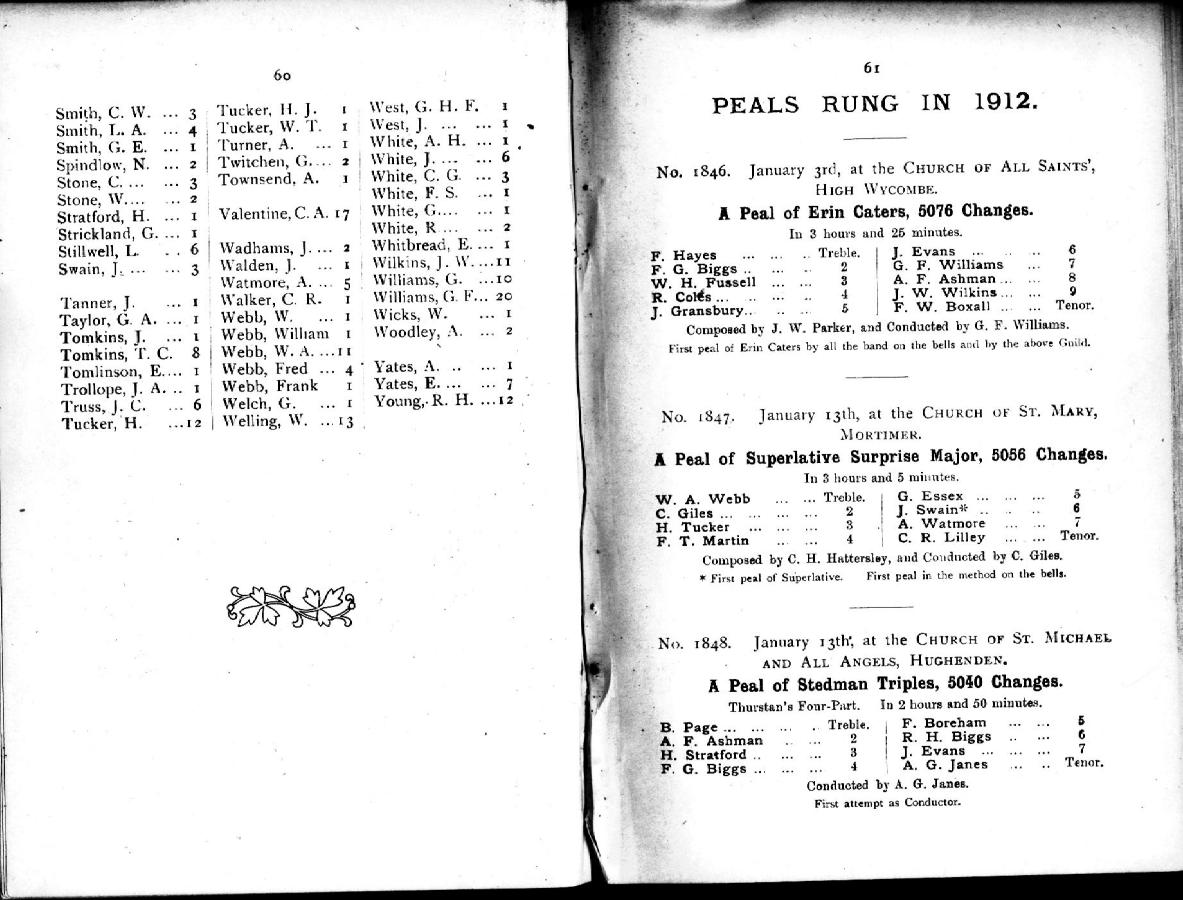 60
Smith, C. W. ... 3
Smith, L. A. ... 4
Smith, G. E. ... 1
Spindlow, N. ... 2
Stone, C. ... ... 3
Stone, W.... ... 2
Stratford, H. ... 1
Strickland, G. ... 1
Stillwell, L. . . 6
Swain, J. ... ... 3
Tanner, J. ... 1
Taylor, G. A. ... 1
Tomkins, J. ... 1
Tomkins, T. C. 8
Tomlinson, E.... 1
Trollope, J. A. .. 1
Truss, J. C. ... 6
Tucker, H. ...12
Tucker, H. J. 1
Tucker, W. T. 1
Turner, A. ... 1
Twitchen, G.... 2
Townsend, A. 1
Valentine, C. A. 17
Wadhams, J. ... 2
Walden, J. ... 1
Watmore, A. ... 5
Walker, C. R. 1
Webb, W. ... 1
Webb, William 1
Webb, W. A. ...11
Webb, Fred ... 4
Webb, Frank 1
Welch, G. ... 1
Welling, W. ...13
West, G. H. F. 1
West, J. ... ... 1
White, A. H. ... 1
White, J. ... ... 6
White, C. G. ... 3
White, F. S. ... 1
White, G.... ... 1
White, R ... ... 2
Whitbread, E. ... 1
Wilkins, J. W. ...11
Williams, G. ...10
Williams, G. F... 20
Wicks, W. ... 1
Woodley, A. ... 2
Yates, A. .. ... 1
Yates, E. ... ... 7
Young, R. H. ...12
61
PEALS RUNG IN 1912.
No. 1846. January 3rd, at the CHURCH OF ALL SAINTS',
HIGH WYCOMBE.
A Peal of Erin Caters, 5076 Changes.
In 3 hours and 25 minutes.
F. Hayes ... ... .. Treble.
F. G. Biggs .. ... ... 2
W. H. Fussell ... ... 3
R. Coles ... ... ... 4
J. Gransbury... ... ... 5
J. Evans ... .. .. 6
G. F. Williams ... 7
A. F. Ashman ... ... 8
J. W. Wilkins ... ... 9
F. W. Boxall ... ... Tenor.
Composed by J. W. Parker, and Conducted by G. F. Williams.
First peal of Erin Caters by all the band on the bells and by the above Guild.
No. 1847. January 13th, at the CHURCH OF ST. MARY,
MORTIMER.
A Peal of Superlative Surprise Major, 5056 Changes.
In 3 hours and 5 minutes.
W. A. Webb ... ... Treble.
C. Giles ... ... ... ... 2
H. Tucker ... ... ... 3
F. T. Martin ... ... 4
G. Essex ... ... ... 5
J. Swain* .. .. .. 6
A. Watmore ... ... 7
C. R. Lilley ... ... Tenor.
Composed by C. H. Hattersley, and Conducted by C. Giles.
* First peal of Superlative. First peal in the method on the bells.
No. 1848. January 13th, at the CHURCH OF ST. MICHAEL
AND ALL ANGELS, HUGHENDEN.
A Peal of Stedman Triples, 5040 Changes.
Thurstan's Four-Part. In 2 hours and 50 minutes.
B. Page ... ... ... .. Treble.
A. F. Ashman .. ... 2
H. Stratford .. ... ... 3
F. G. Biggs ... ... ... 4
F. Boreham ... ... 5
R. H. Biggs .. ... 6
J. Evans ... ... ... 7
A. G. Janes ... .. Tenor.
Conducted by A. G. Janes.
First attempt as Conductor.